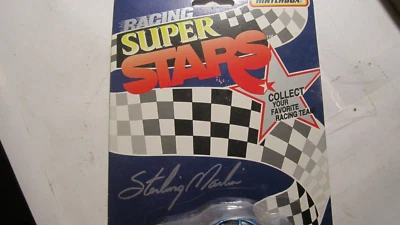 MATCHBOX
RACING
SUPER
STARS
COLLECT
YOUR
FAVORITE
RACING TEAM
Sterling Marlin